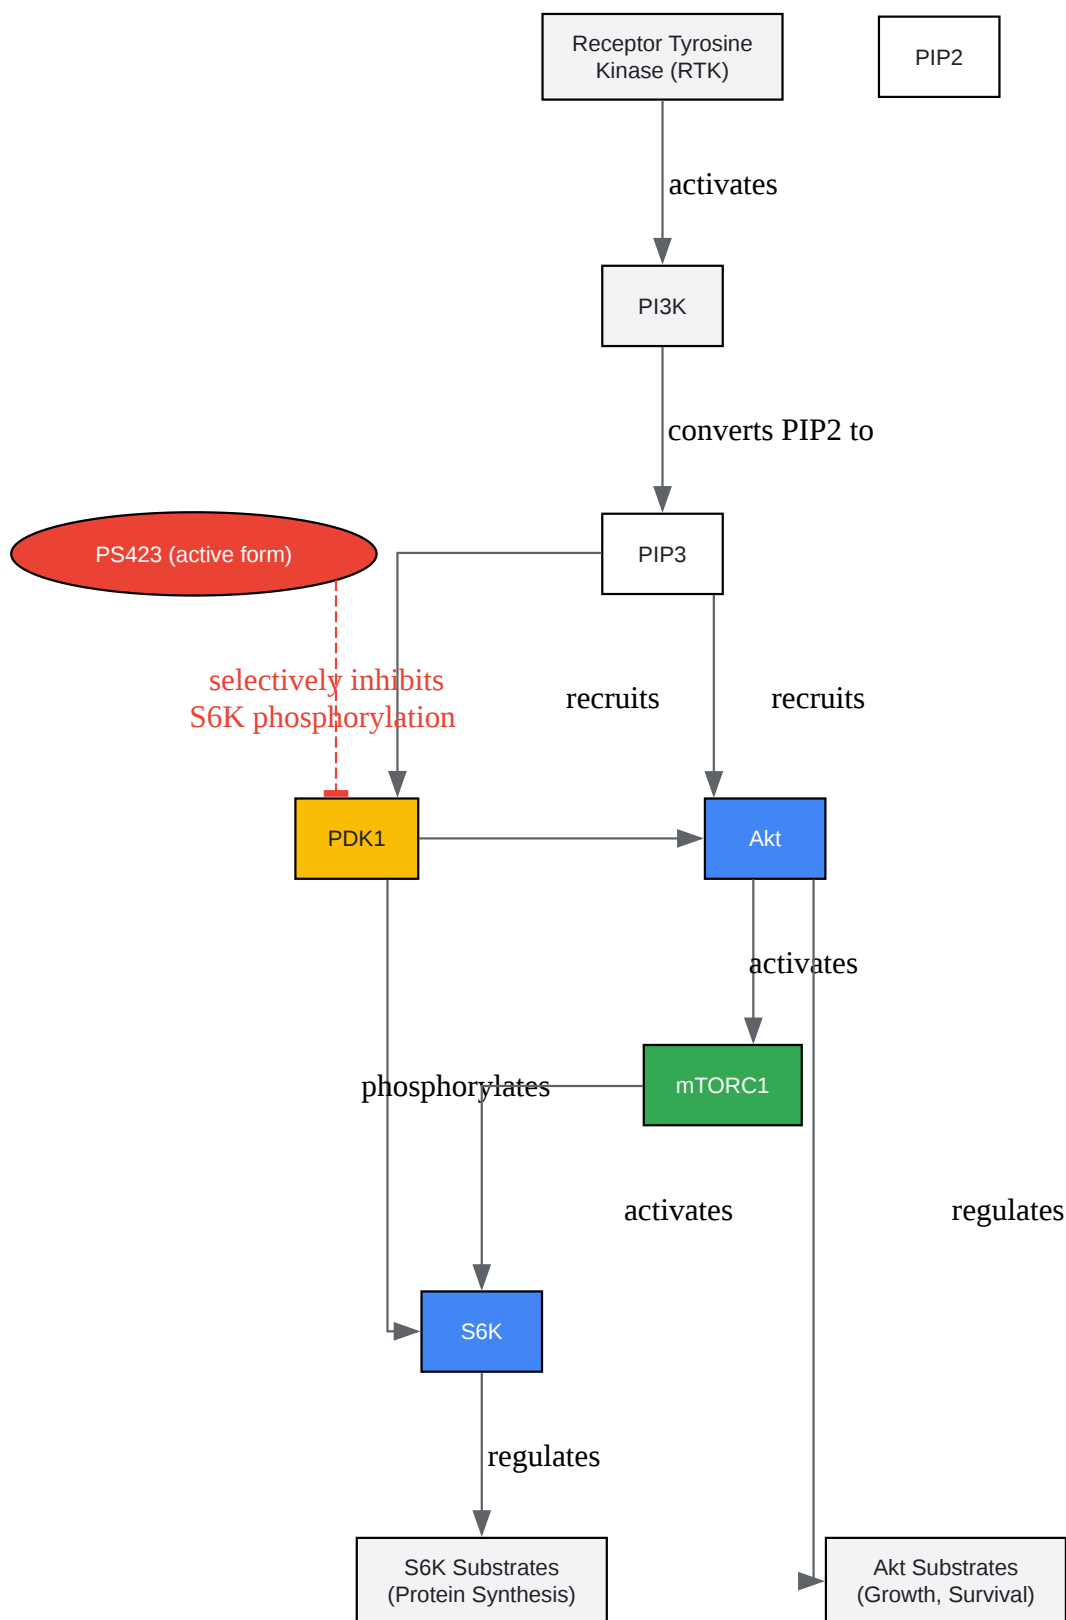 Receptor Tyrosine
Kinase (RTK)
PIP2
activates
PI3K
converts PIP2 to
PS423 (active form)
PIP3
selectively inhibits
S6K phosphorylation
recruits
recruits
PDK1
Akt
activates
phosphorylates
mTORC1
activates
regulates
S6K
regulates
S6K Substrates
(Protein Synthesis)
Akt Substrates
(Growth, Survival)